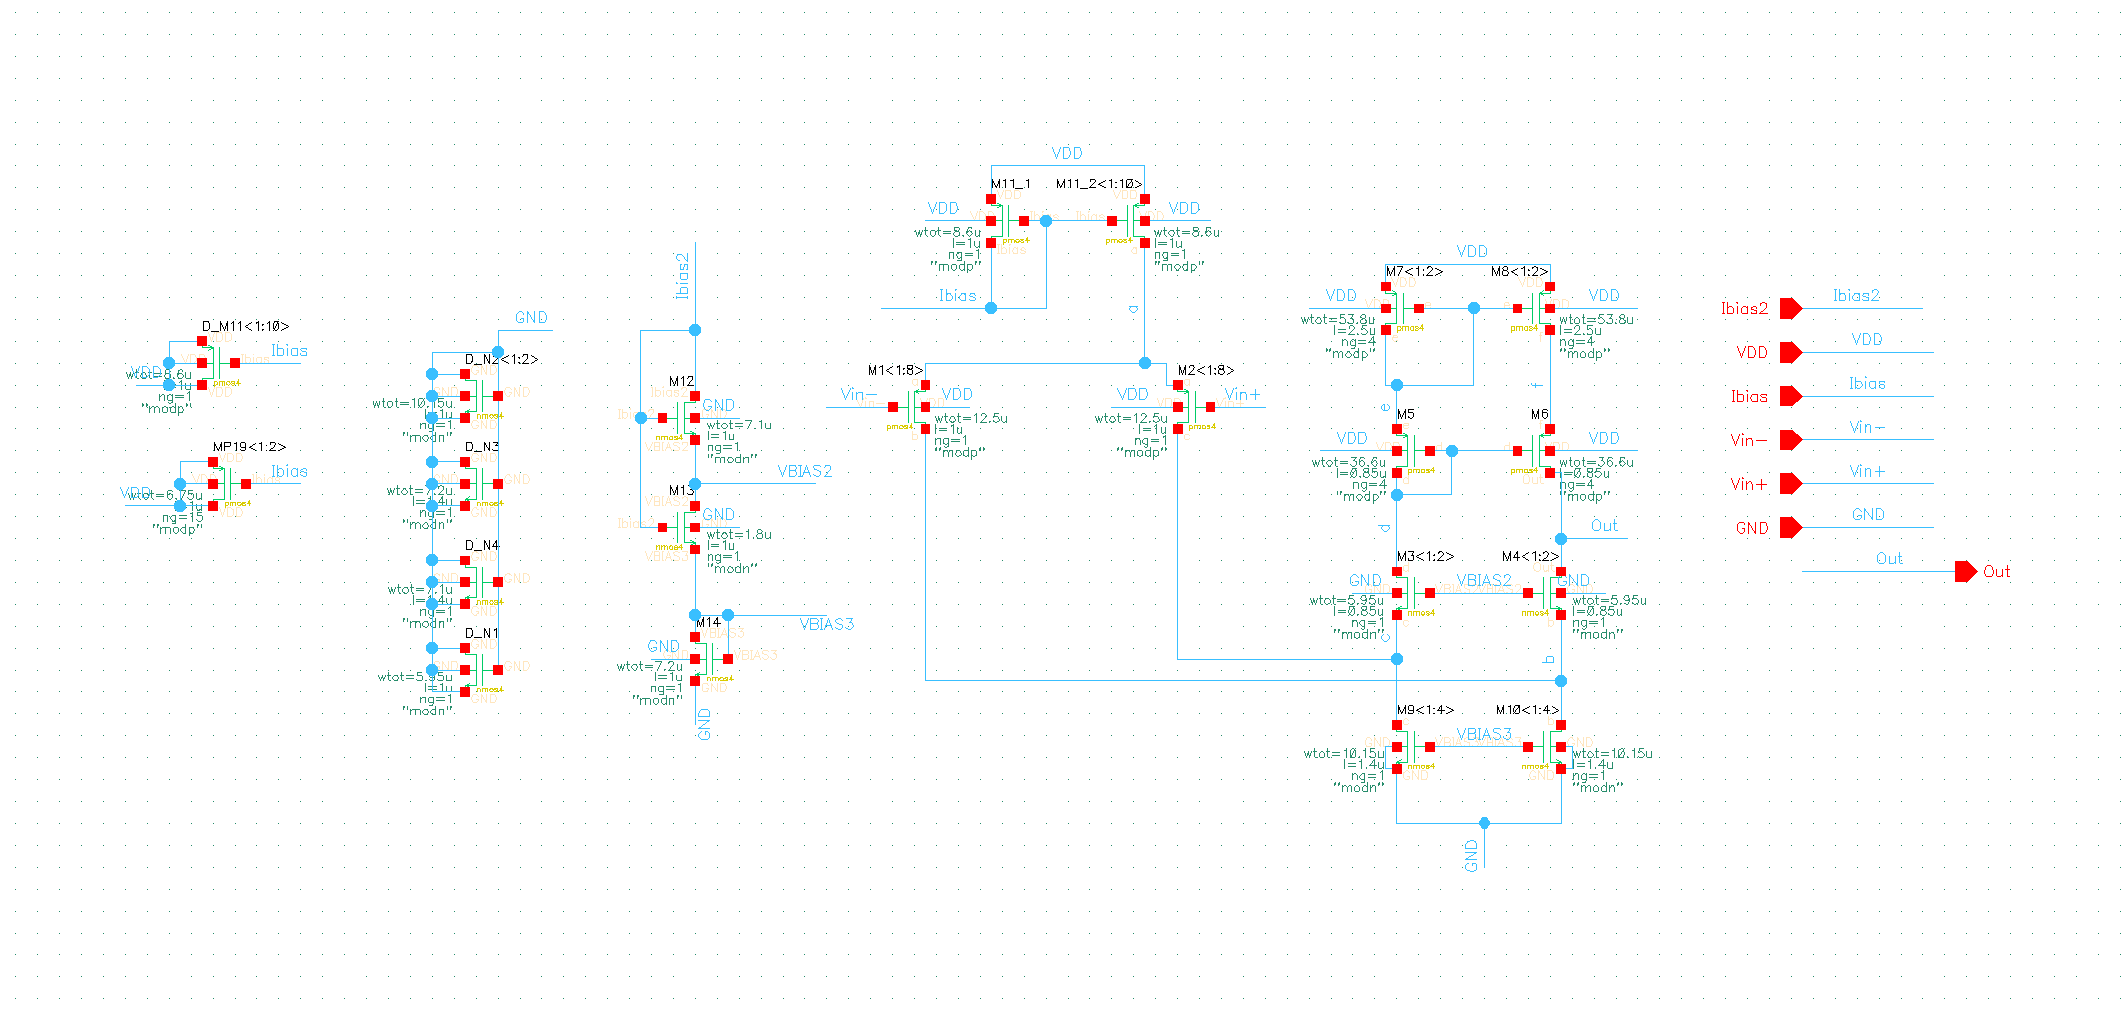 D_M11<1:10>
Ibias
VDD
wtot=8.6u
l=1u
ng=1
"modp"
MP19<1:2>
Ibias
VDD
wtot=6.75u
ng=15
"modp"
GND
D_N2<1:2>
wtot=10.15u
ng=1
"modn"
D_N3
wtot=7.2u
ng=1
"modn"
D_N4
wtot=7.1u
ng=1
"modn"
D_N1
wtot=5.95u
l=1u
ng=1
"modn"
Ibias2
M12
GND
wtot=7.1u
l=1u
ng=1
"modn"
VBIAS2
M13
GND
wtot=1.8u
l=1u
ng=1
"modn"
VBIAS3
M14
GND
wtot=7.2u
l=1u
ng=1
"modn"
GND
VDD
M11_1
M11_2<1:10>
VDD
VDD
wtot=8.6u
l=1u
ng=1
"modp"
pmos4
wtot=8.6u
l=1u
ng=1
"modp"
pmos4
Ibias
a
M1<1:8>
M2<1:8>
Vin-
VDD
VDD
Vin+
wtot=12.5u
l=1u
ng=1
"modp"
pmos4
wtot=12.5u
l=1u
ng=1
"modp"
pmos4
VDD
M7<1:2>
M8<1:2>
VDD
VDD
wtot=53.8u
l=2.5u
ng=4
"modp"
pmos4
wtot=53.8u
l=2.5u
ng=4
"modp"
pmos4
e
f
M5
M6
VDD
VDD
wtot=36.6u
l=0.85u
ng=4
"modp"
pmos4
wtot=36.6u
l=0.85u
ng=4
"modp"
pmos4
d
Out
M3<1:2>
M4<1:2>
GND
VBIAS2
GND
wtot=5.95u
l=0.85u
ng=1
"modn"
nmos4
wtot=5.95u
l=0.85u
ng=1
"modn"
nmos4
c
b
M9<1:4>
M10<1:4>
VBIAS3
wtot=10.15u
l=1.4u
ng=1
"modn"
nmos4
wtot=10.15u
l=1.4u
ng=1
"modn"
nmos4
GND
Ibias2 Ibias2
VDD VDD
Ibias Ibias
Vin- Vin-
Vin+ Vin+
GND GND
Out Out